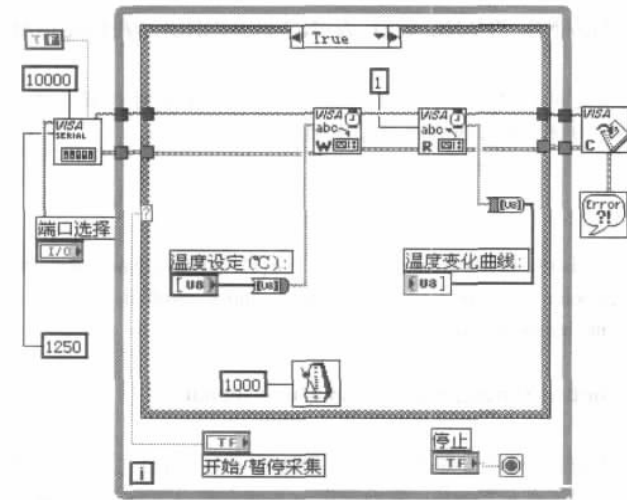 True
TF
10000
1
VISA
SERIAL
VISA
abc
W
VISA
abc
R
VISA
C
Error
?!
端口选择
I/O
?
[U8]
温度设定(℃):
[U8]
[U8]
温度变化曲线:
[U8]
1250
1000
TF
开始/暂停采集
停止
TF
i